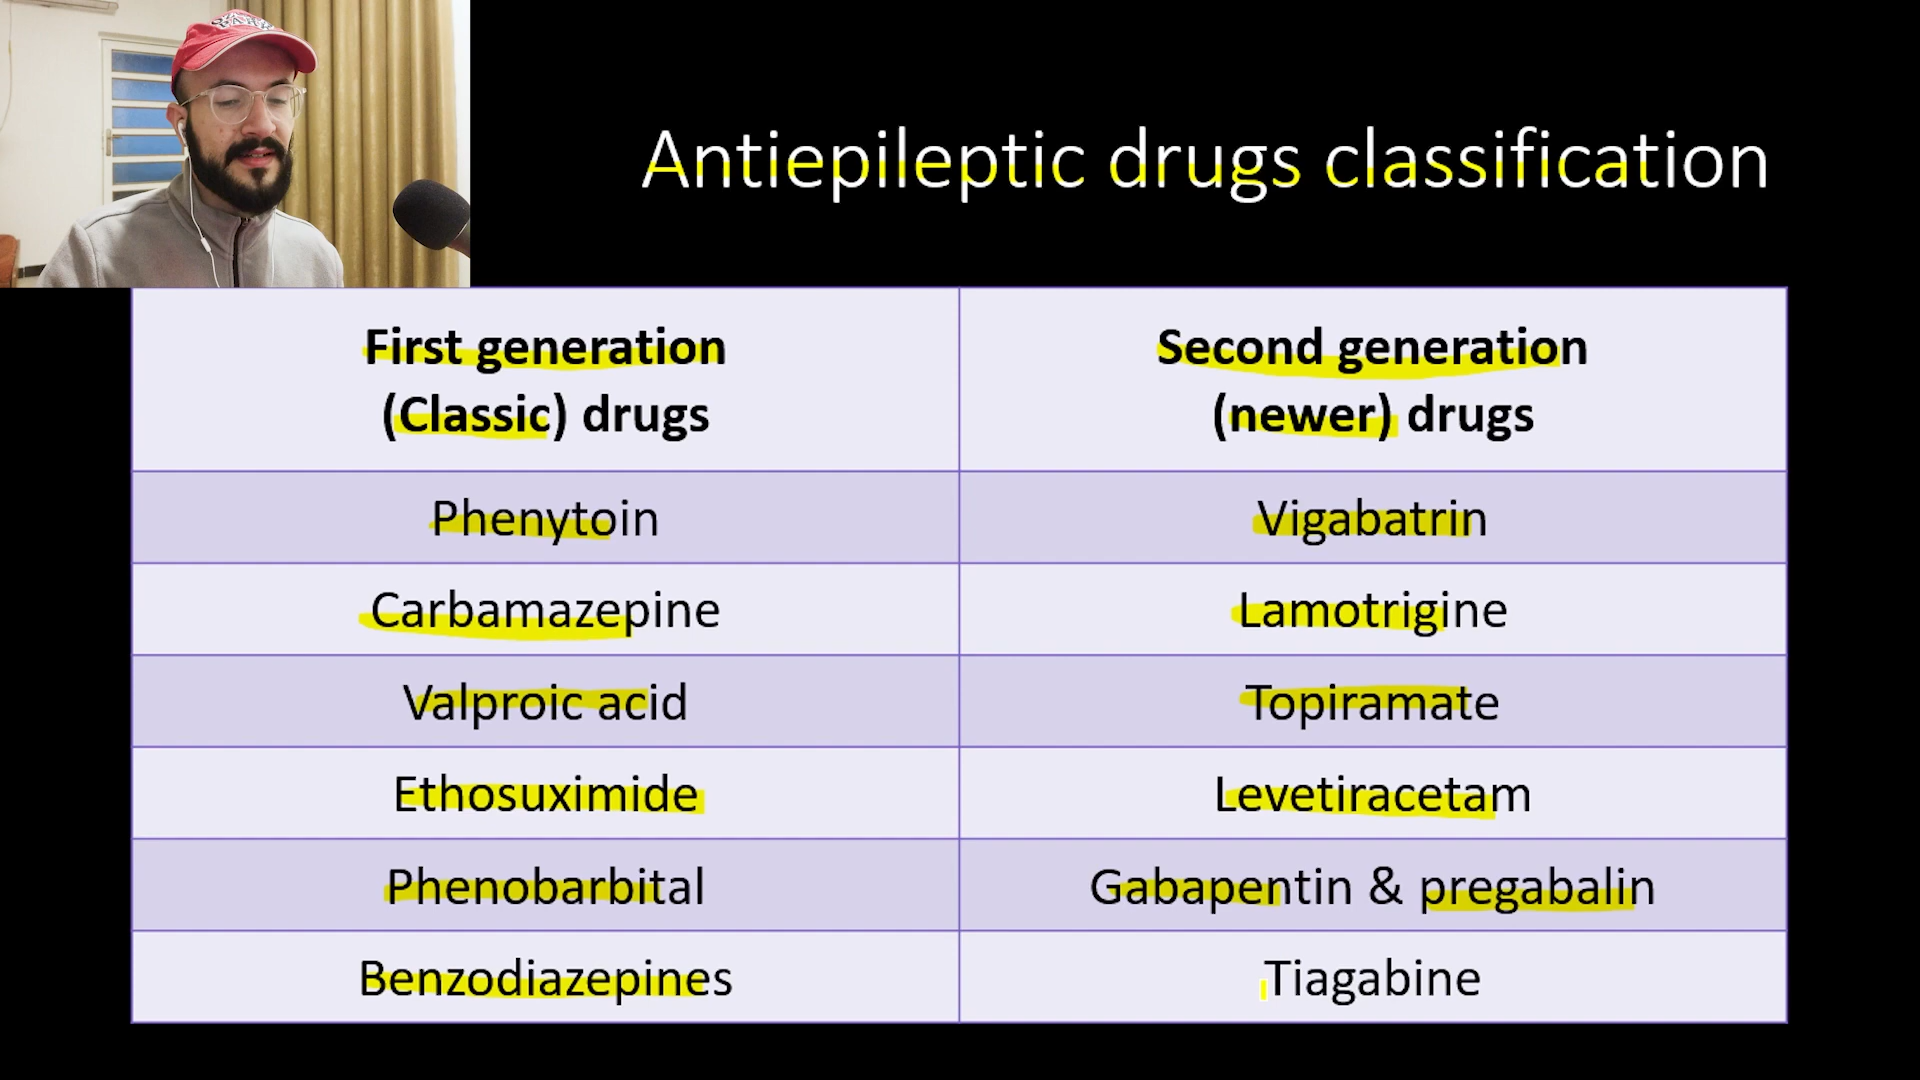 Antiepileptic drugs classification
First generation
(Classic) drugs
Second generation
(newer) drugs
Phenytoin
Vigabatrin
Carbamazepine
Lamotrigine
Valproic acid
Topiramate
Ethosuximide
Levetiracetam
Phenobarbital
Gabapentin & pregabalin
Benzodiazepines
Tiagabine